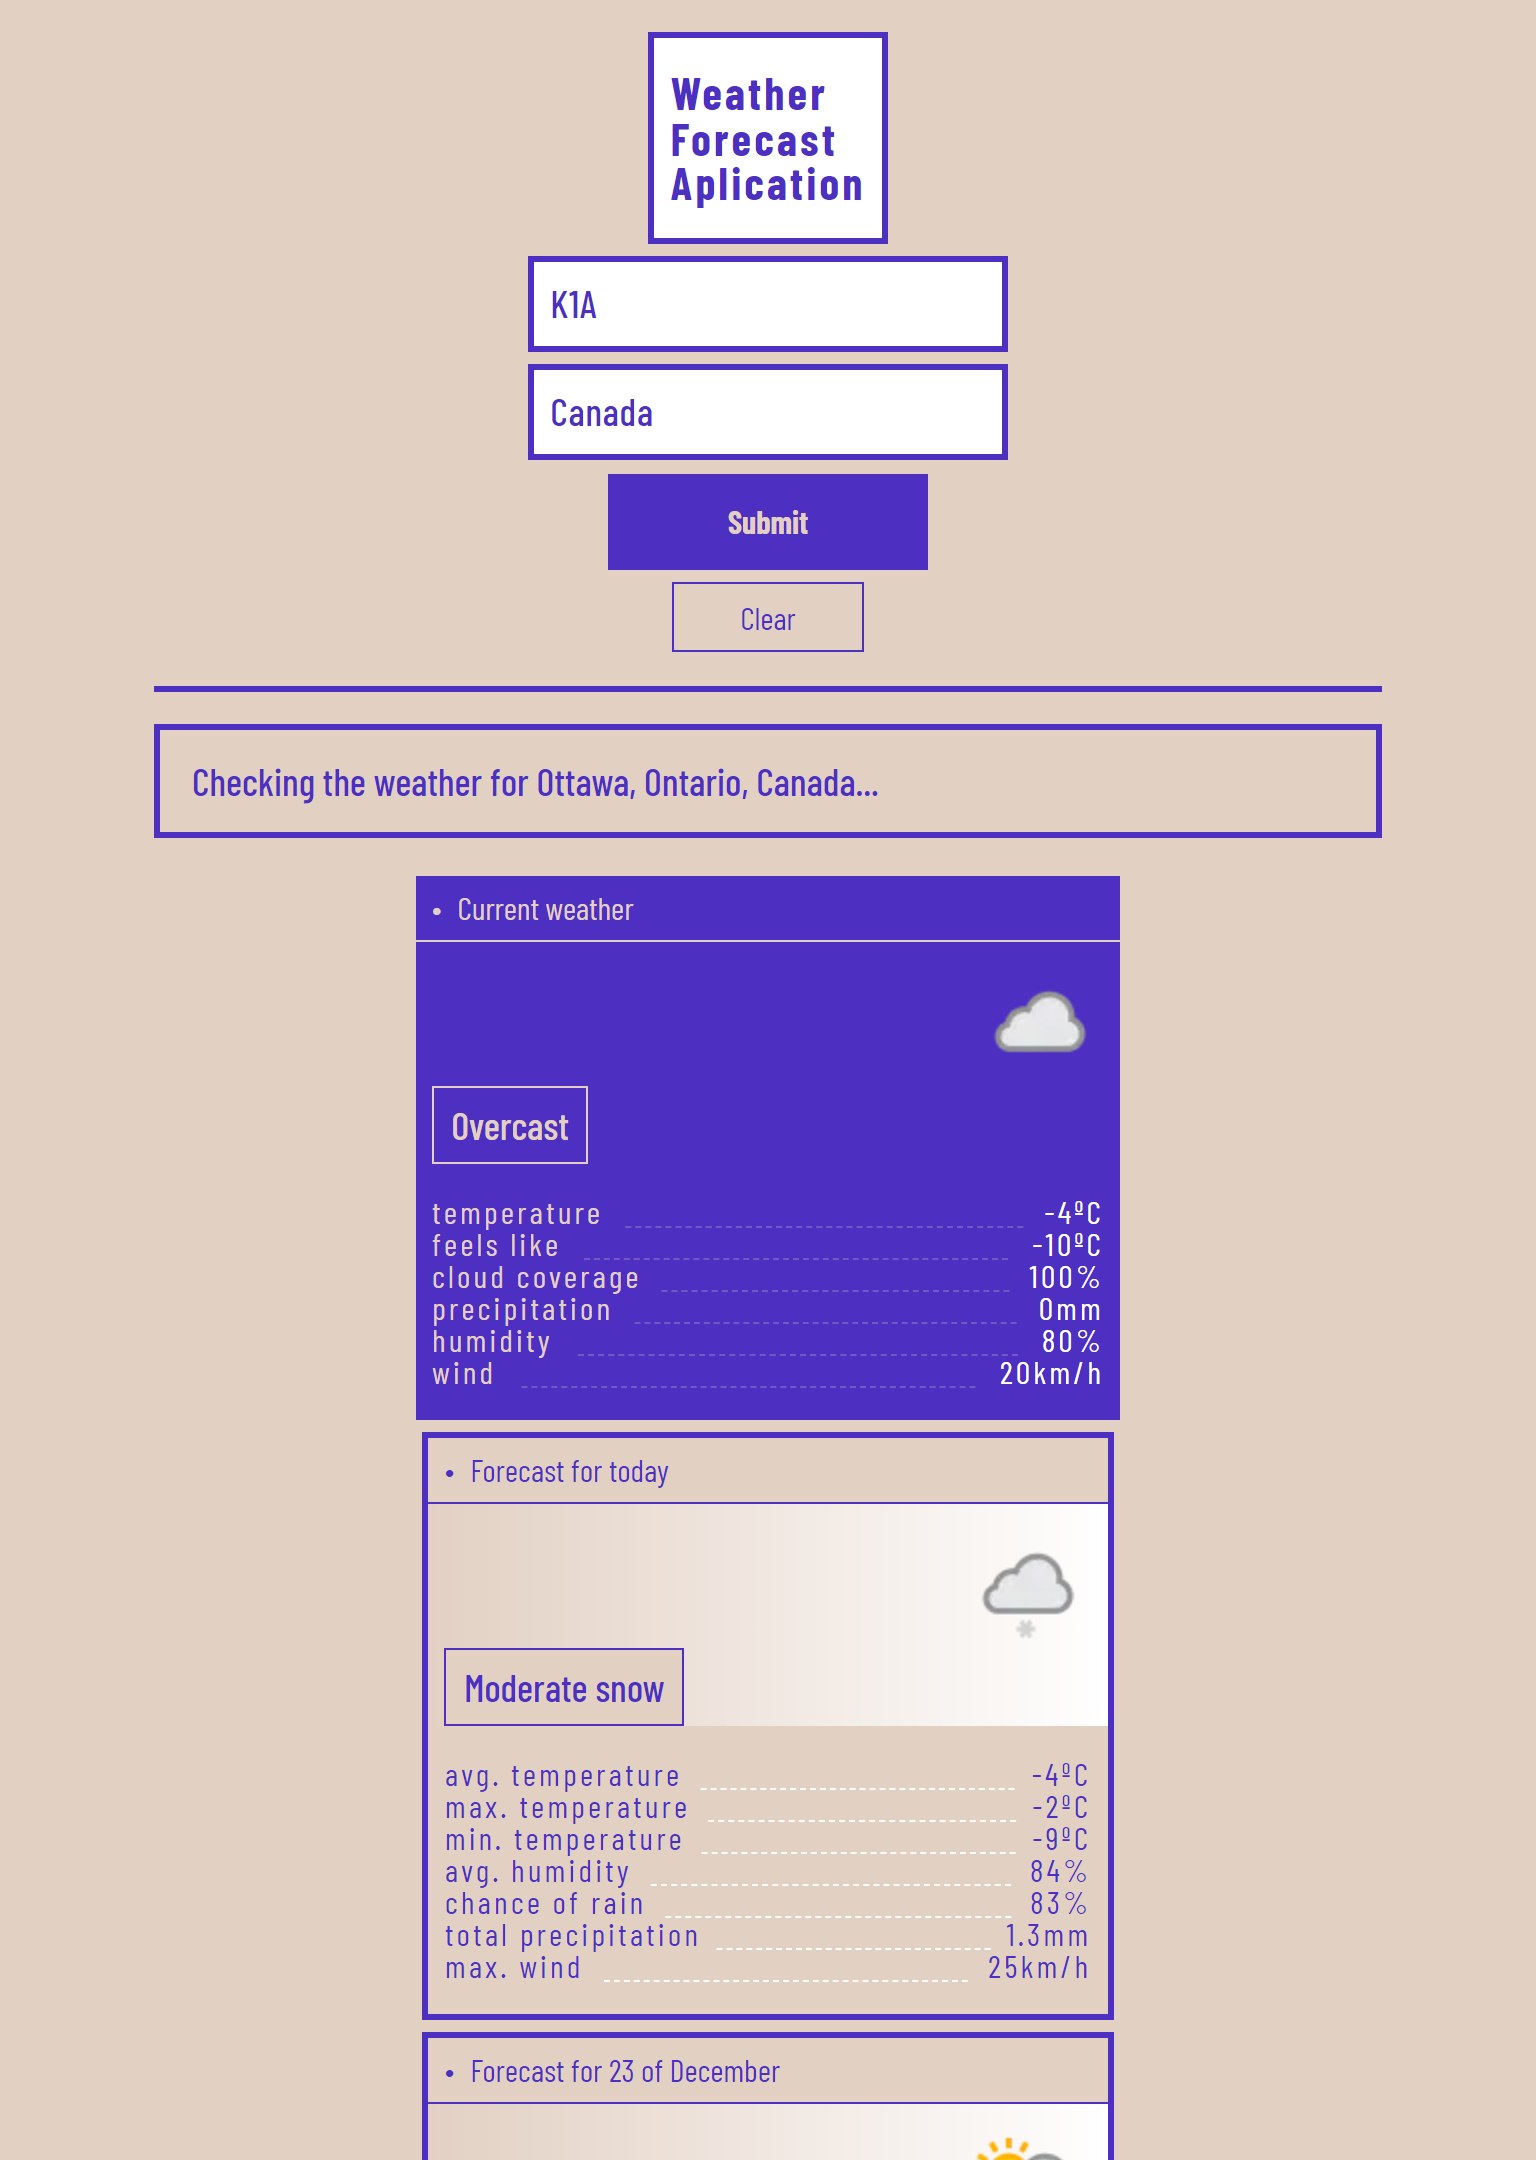 Weather
Forecast
Aplication
K1A
Canada
Submit
Clear
Checking the weather for Ottawa, Ontario, Canada...
• Current weather
Overcast
temperature -4ºC
feels like -10ºC
cloud coverage 100%
precipitation 0mm
humidity 80%
wind 20km/h
• Forecast for today
Moderate snow
avg. temperature -4ºC
max. temperature -2ºC
min. temperature -9ºC
avg. humidity 84%
chance of rain 83%
total precipitation 1.3mm
max. wind 25km/h
• Forecast for 23 of December